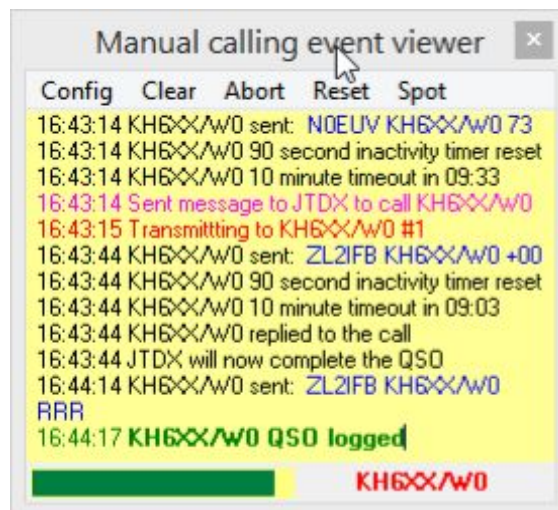 Manual calling event viewer ×
Config Clear Abort Reset Spot
16:43:14 KH6XX/W0 sent: N0EUV KH6XX/W0 73
16:43:14 KH6XX/W0 90 second inactivity timer reset
16:43:14 KH6XX/W0 10 minute timeout in 09:33
16:43:14 Sent message to JTDX to call KH6XX/W0
16:43:15 Transmittting to KH6XX/W0 #1
16:43:44 KH6XX/W0 sent: ZL2IFB KH6XX/W0 +00
16:43:44 KH6XX/W0 90 second inactivity timer reset
16:43:44 KH6XX/W0 10 minute timeout in 09:03
16:43:44 KH6XX/W0 replied to the call
16:43:44 JTDX will now complete the QSO
16:44:14 KH6XX/W0 sent: ZL2IFB KH6XX/W0
RRR
16:44:17 KH6XX/W0 QSO logged
KH6XX/W0